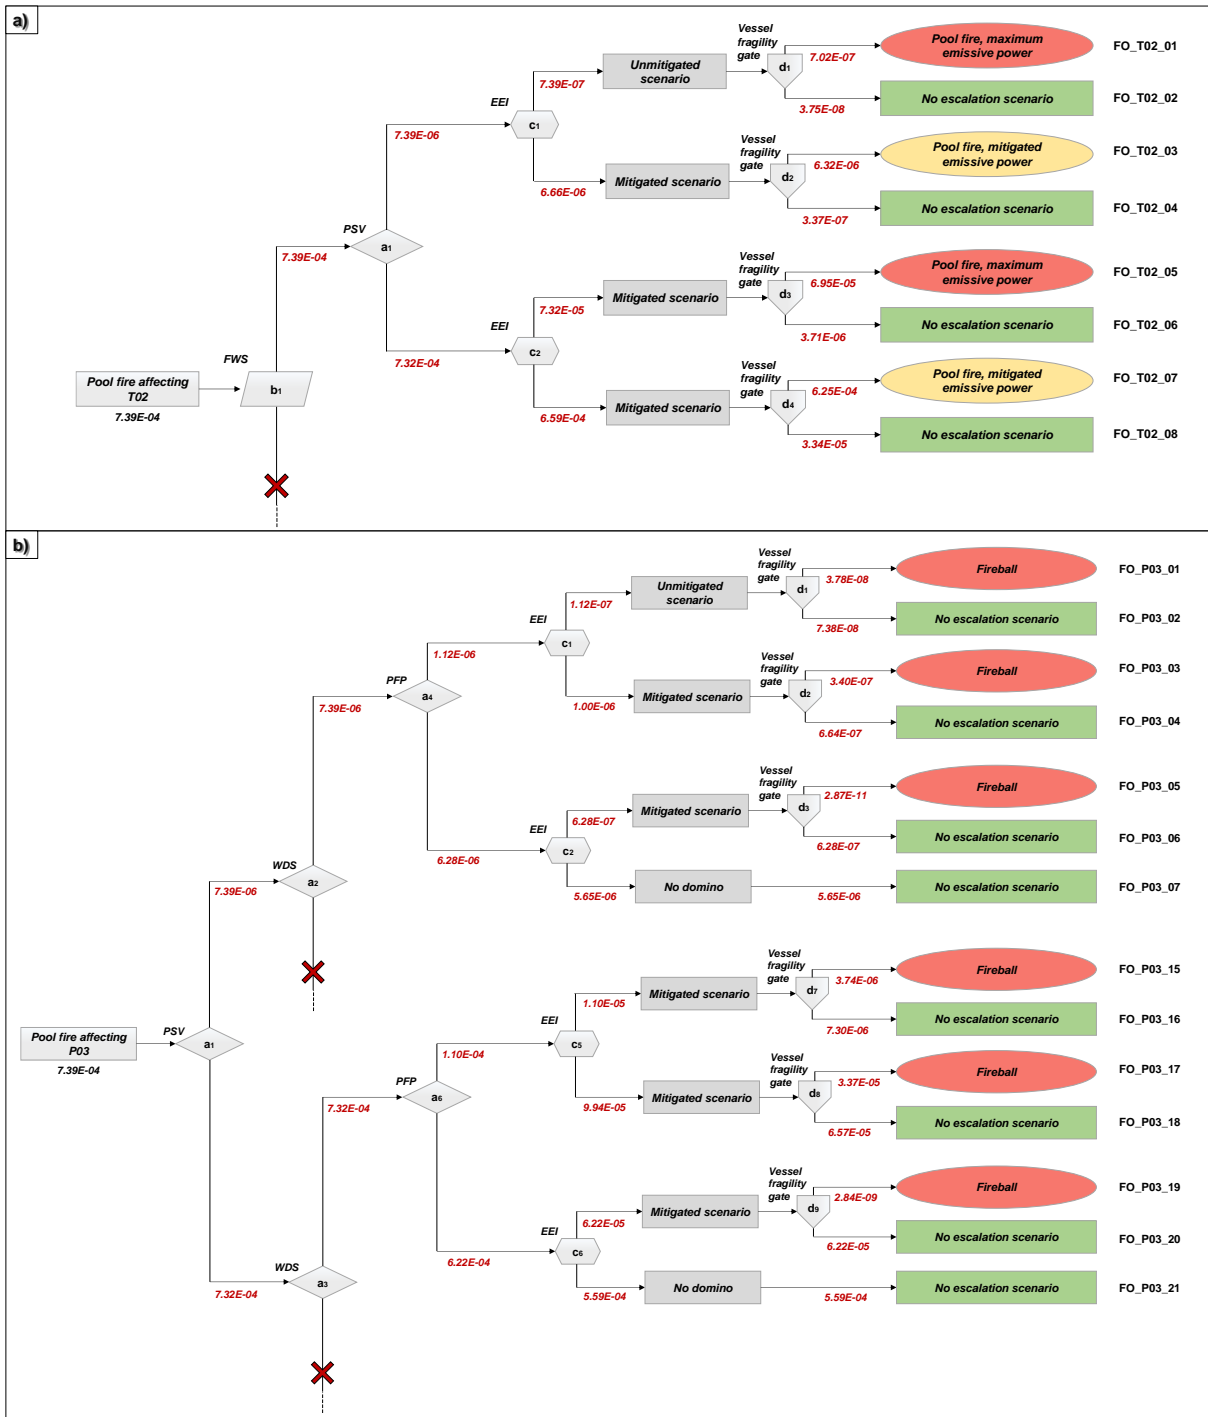 a)
Vessel
fragility
gate
d1
7.02E-07
Pool fire, maximum
emissive power
FO_T02_01
Unmitigated
scenario
7.39E-07
3.75E-08
No escalation scenario
FO_T02_02
EEI
c1
7.39E-06
Vessel
fragility
gate
d2
6.32E-06
Pool fire, mitigated
emissive power
FO_T02_03
Mitigated scenario
6.66E-06
3.37E-07
No escalation scenario
FO_T02_04
PSV
a1
7.39E-04
Vessel
fragility
gate
d3
6.95E-05
Pool fire, maximum
emissive power
FO_T02_05
Mitigated scenario
7.32E-05
3.71E-06
No escalation scenario
FO_T02_06
EEI
c2
7.32E-04
FWS
b1
Pool fire affecting
T02
7.39E-04
Vessel
fragility
gate
d4
6.25E-04
Pool fire, mitigated
emissive power
FO_T02_07
Mitigated scenario
6.59E-04
3.34E-05
No escalation scenario
FO_T02_08
b)
Vessel
fragility
gate
d1
3.78E-08
Fireball
FO_P03_01
Unmitigated
scenario
1.12E-07
7.38E-08
No escalation scenario
FO_P03_02
EEI
c1
1.12E-06
Vessel
fragility
gate
d2
3.40E-07
Fireball
FO_P03_03
PFP
a4
7.39E-06
Mitigated scenario
1.00E-06
6.64E-07
No escalation scenario
FO_P03_04
Vessel
fragility
gate
d3
2.87E-11
Fireball
FO_P03_05
Mitigated scenario
6.28E-07
6.28E-07
No escalation scenario
FO_P03_06
EEI
c2
6.28E-06
WDS
a2
7.39E-06
No domino
5.65E-06
5.65E-06
No escalation scenario
FO_P03_07
Vessel
fragility
gate
d7
3.74E-06
Fireball
FO_P03_15
Mitigated scenario
1.10E-05
7.30E-06
No escalation scenario
FO_P03_16
PSV
a1
Pool fire affecting
P03
7.39E-04
EEI
c5
1.10E-04
Vessel
fragility
gate
d8
3.37E-05
Fireball
FO_P03_17
PFP
a6
7.32E-04
Mitigated scenario
9.94E-05
6.57E-05
No escalation scenario
FO_P03_18
Vessel
fragility
gate
d9
2.84E-09
Fireball
FO_P03_19
Mitigated scenario
6.22E-05
6.22E-05
No escalation scenario
FO_P03_20
EEI
c6
6.22E-04
WDS
a3
7.32E-04
No domino
5.59E-04
5.59E-04
No escalation scenario
FO_P03_21